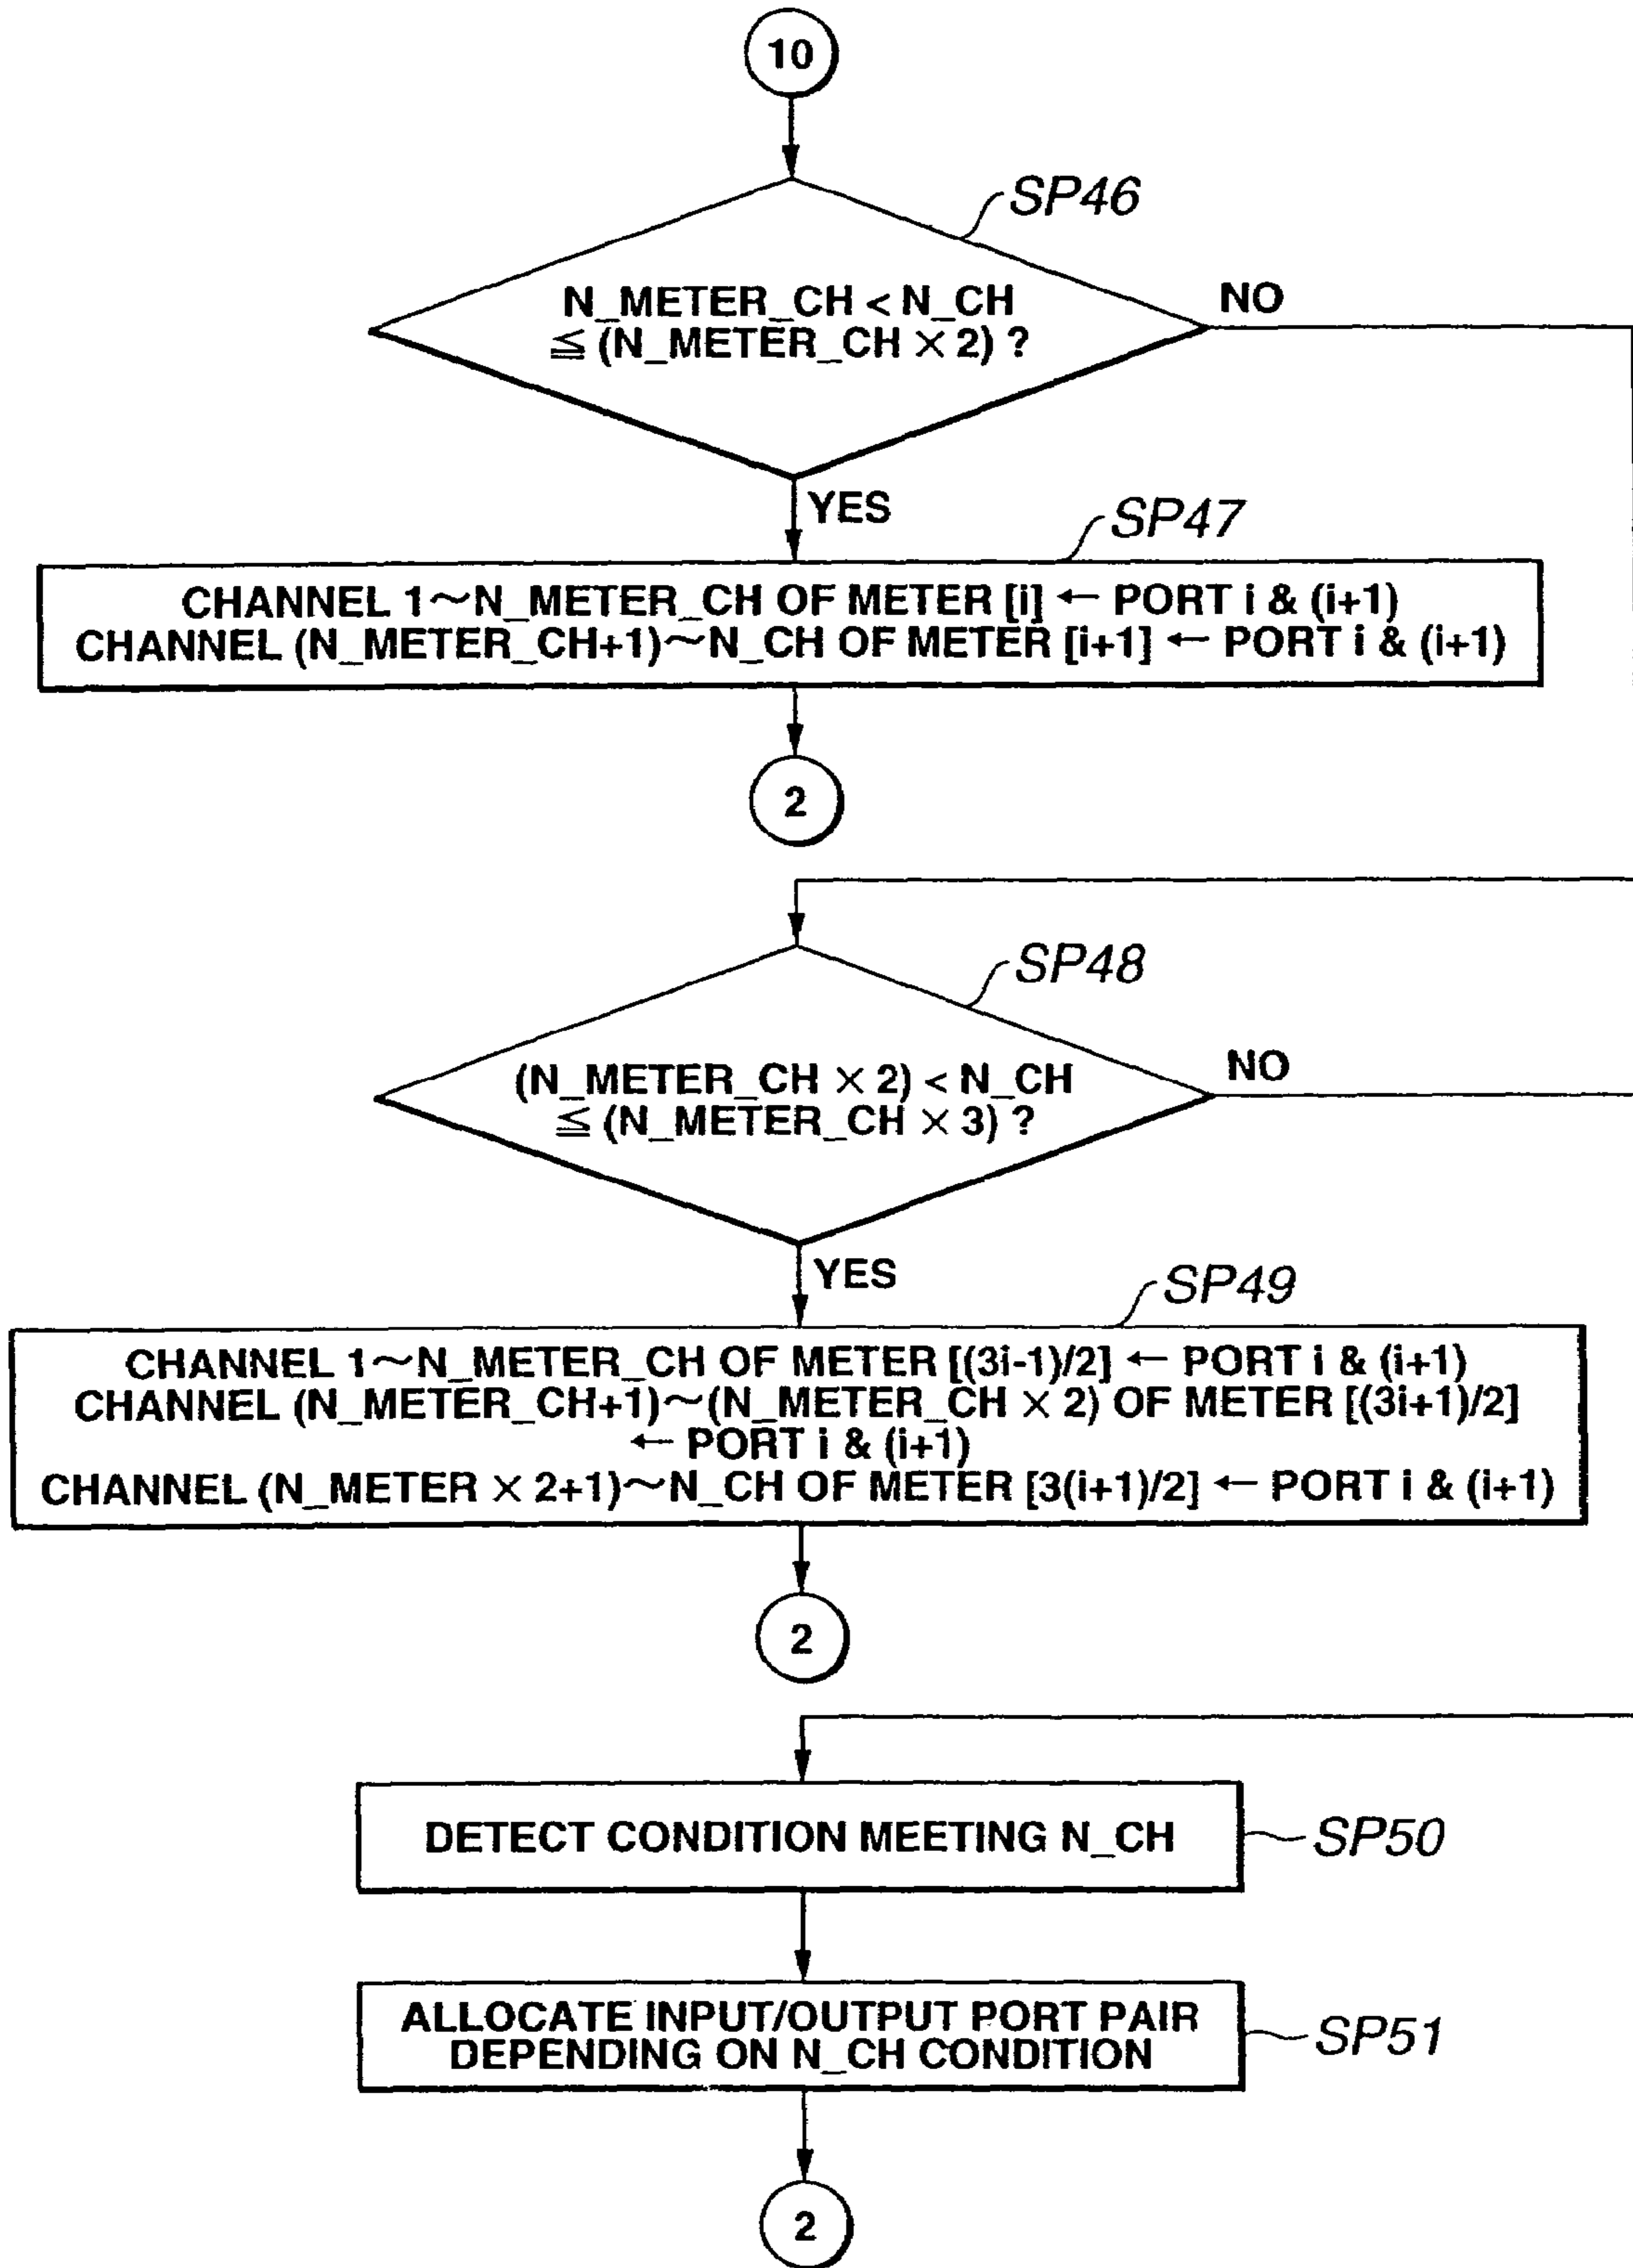 10
SP46
N_METER_CH < N_CH
≦ (N_METER_CH × 2) ?
NO
YES
SP47
CHANNEL 1~N_METER_CH OF METER [i] ← PORT i & (i+1)
CHANNEL (N_METER_CH+1)~N_CH OF METER [i+1] ← PORT i & (i+1)
2
SP48
(N_METER_CH × 2) < N_CH
≦ (N_METER_CH × 3) ?
NO
YES
SP49
CHANNEL 1~N_METER_CH OF METER [(3i-1)/2] ← PORT i & (i+1)
CHANNEL (N_METER_CH+1)~(N_METER_CH × 2) OF METER [(3i+1)/2]
← PORT i & (i+1)
CHANNEL (N_METER × 2+1)~N_CH OF METER [3(i+1)/2] ← PORT i & (i+1)
2
DETECT CONDITION MEETING N_CH
SP50
ALLOCATE INPUT/OUTPUT PORT PAIR
DEPENDING ON N_CH CONDITION
SP51
2